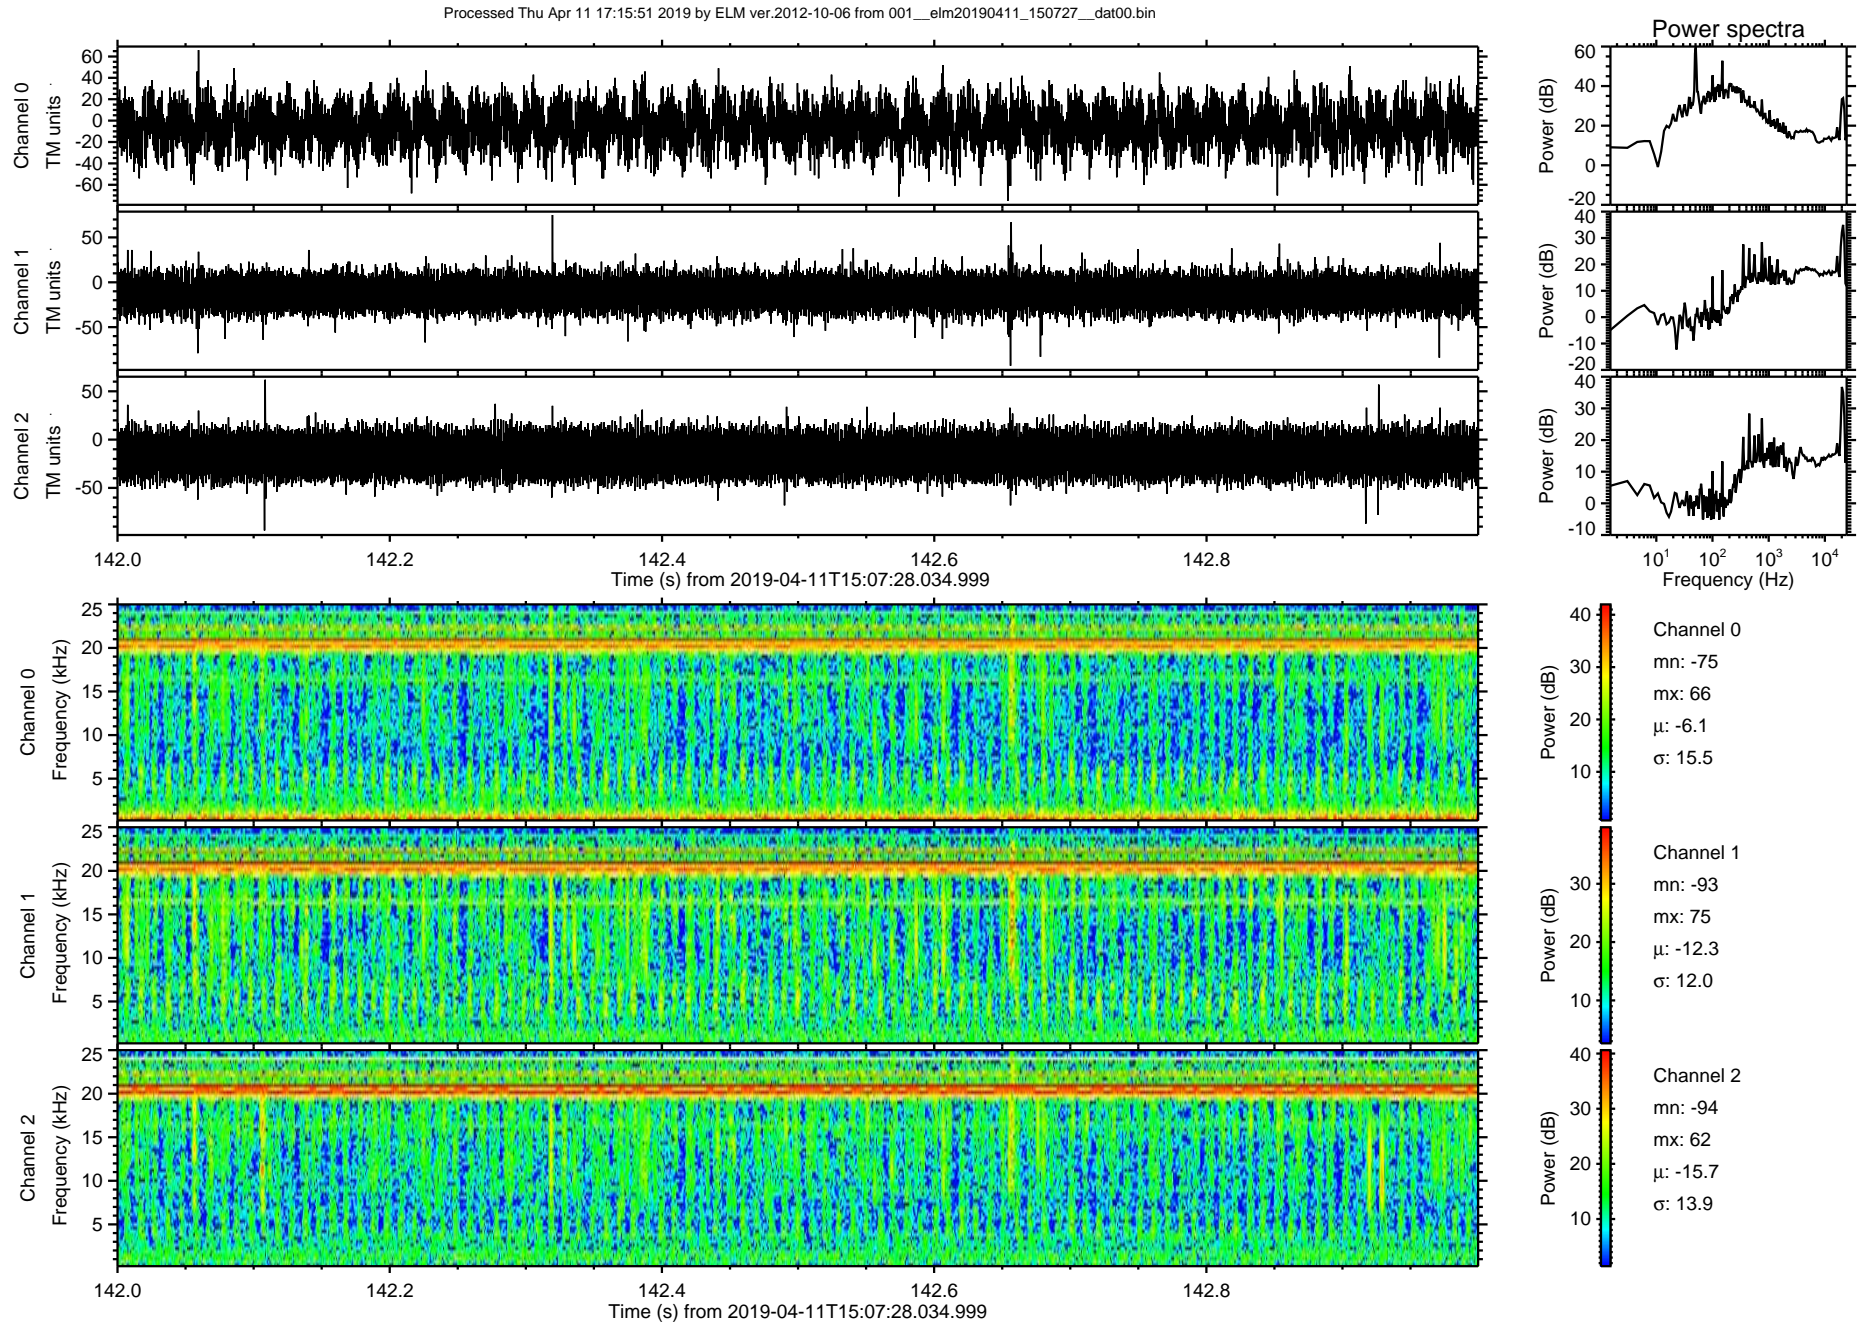 Processed Thu Apr 11 17:15:51 2019 by ELM ver.2012-10-06 from 001__elm20190411_150727__dat00.bin
Power spectra
Channel 0
TM units
60
40
20
0
-20
-40
-60
Power (dB)
60
40
20
0
-20
Channel 1
TM units
50
0
-50
Power (dB)
40
30
20
10
0
-10
-20
Channel 2
TM units
50
0
-50
Power (dB)
40
30
20
10
0
-10
142.0 142.2 142.4 142.6 142.8
Time (s) from 2019-04-11T15:07:28.034.999
10^1 10^2 10^3 10^4
Frequency (Hz)
Channel 0
Frequency (kHz)
25
20
15
10
5
Power (dB)
40
30
20
10
Channel 0
mn: -75
mx: 66
µ: -6.1
σ: 15.5
Channel 1
Frequency (kHz)
25
20
15
10
5
Power (dB)
30
20
10
Channel 1
mn: -93
mx: 75
µ: -12.3
σ: 12.0
Channel 2
Frequency (kHz)
25
20
15
10
5
Power (dB)
40
30
20
10
Channel 2
mn: -94
mx: 62
µ: -15.7
σ: 13.9
142.0 142.2 142.4 142.6 142.8
Time (s) from 2019-04-11T15:07:28.034.999